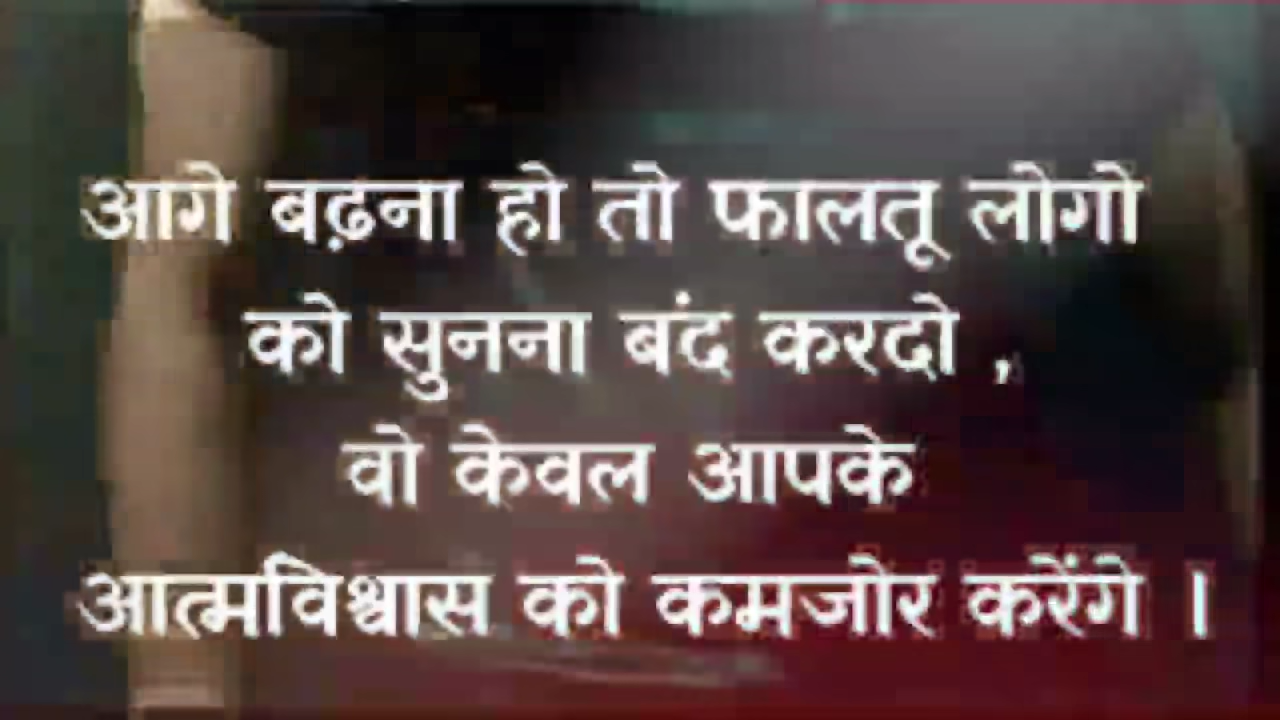 आगे बढ़ना हो तो फालतू लोगो
को सुनना बंद करदो ,
वो केवल आपके
आत्मविश्वास को कमजोर करेंगे ।